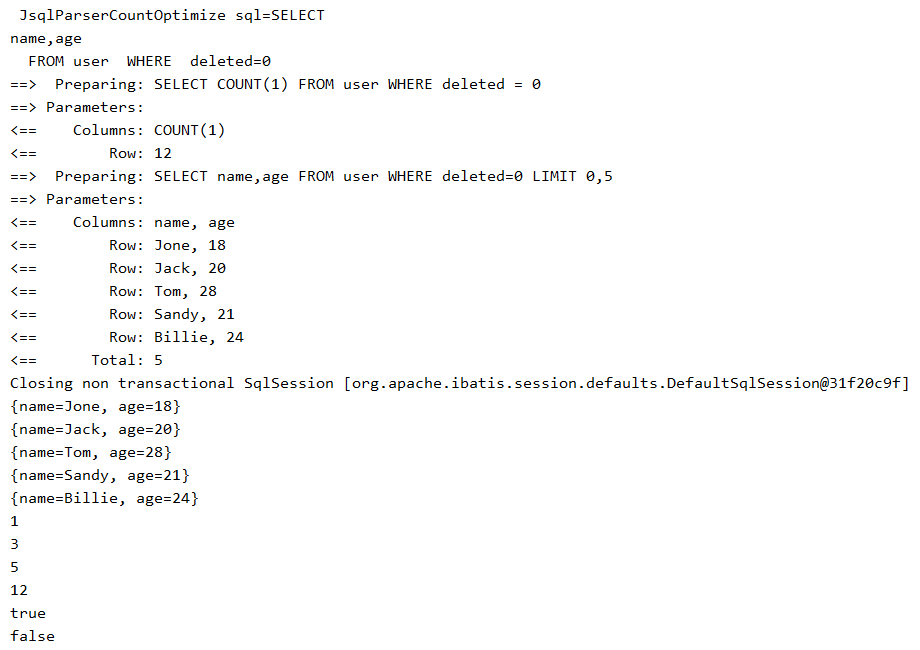 JsqlParserCountOptimize sql=SELECT
name,age
FROM user  WHERE  deleted=0
==>  Preparing: SELECT COUNT(1) FROM user WHERE deleted = 0
==> Parameters:
<==    Columns: COUNT(1)
<==        Row: 12
==>  Preparing: SELECT name,age FROM user WHERE deleted=0 LIMIT 0,5
==> Parameters:
<==    Columns: name, age
<==        Row: Jone, 18
<==        Row: Jack, 20
<==        Row: Tom, 28
<==        Row: Sandy, 21
<==        Row: Billie, 24
<==      Total: 5
Closing non transactional SqlSession [org.apache.ibatis.session.defaults.DefaultSqlSession@31f20c9f]
{name=Jone, age=18}
{name=Jack, age=20}
{name=Tom, age=28}
{name=Sandy, age=21}
{name=Billie, age=24}
1
3
5
12
true
false